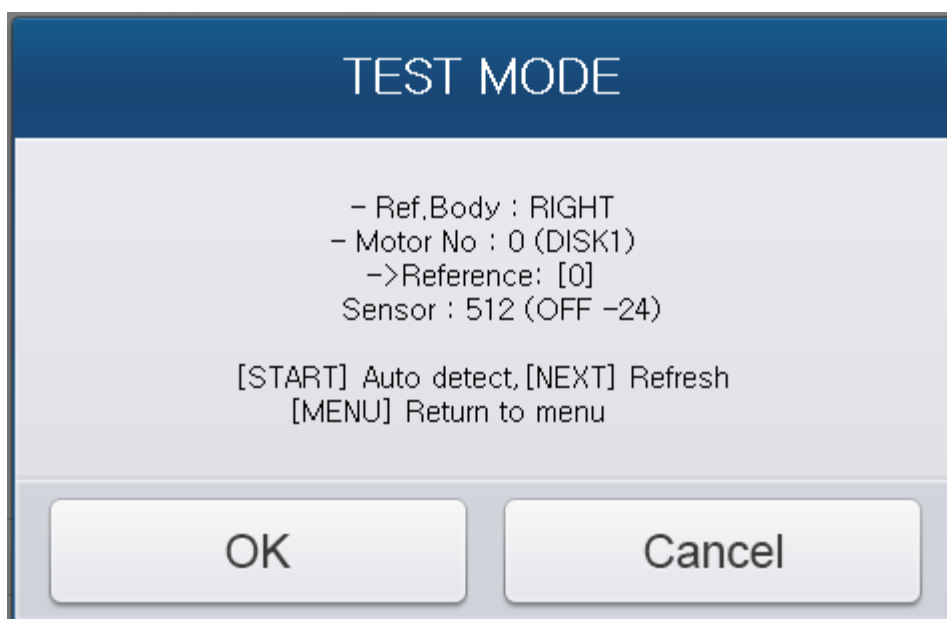 TEST MODE
- Ref.Body : RIGHT
- Motor No : 0 (DISK1)
->Reference: [0]
Sensor : 512 (OFF -24)
[START] Auto detect, [NEXT] Refresh
[MENU] Return to menu
OK
Cancel